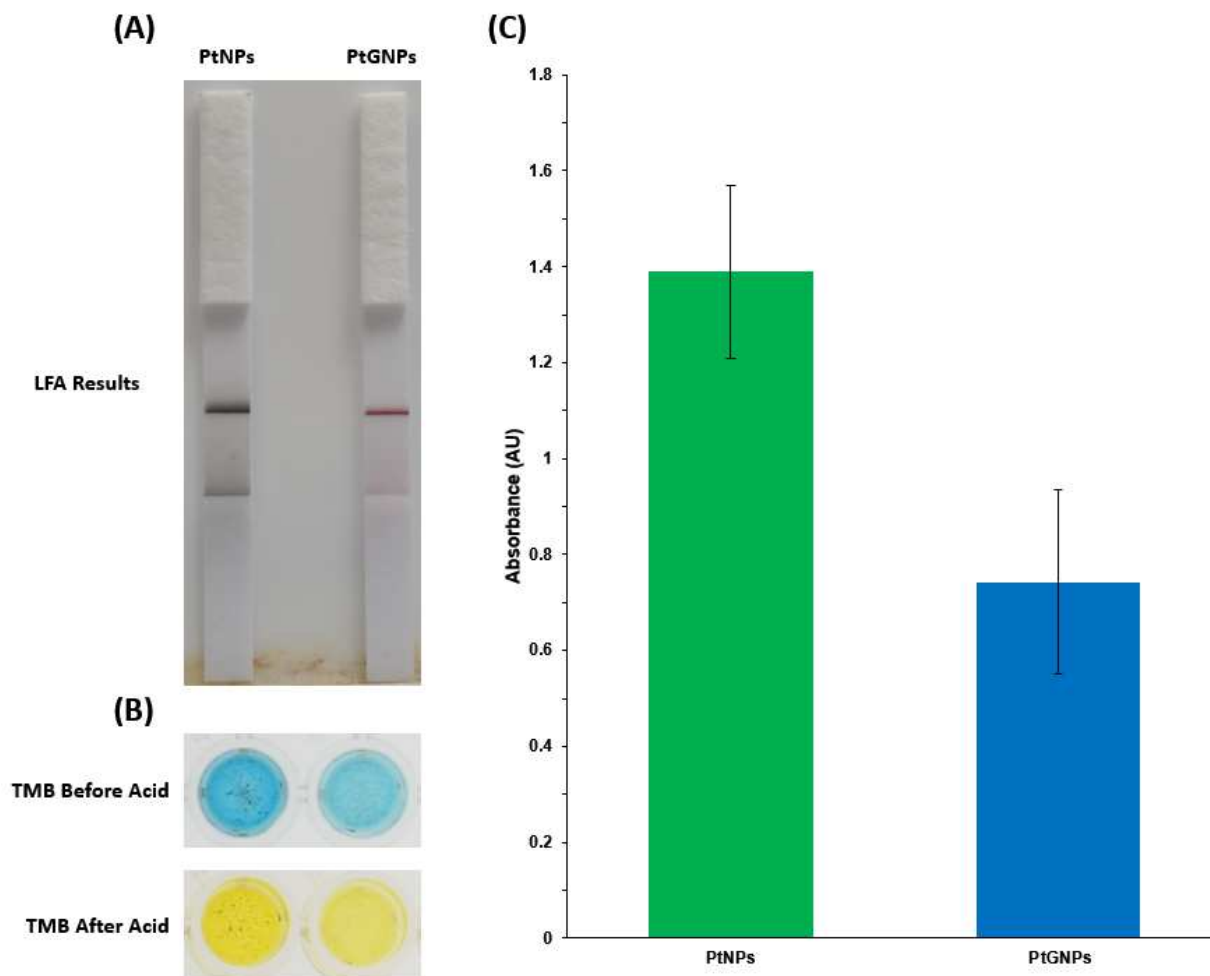 (A)
PtNPs PtGNPs
LFA Results
(B)
TMB Before Acid
TMB After Acid
(C)
Absorbance (AU)
1.8
1.6
1.4
1.2
1
0.8
0.6
0.4
0.2
0
PtNPs PtGNPs